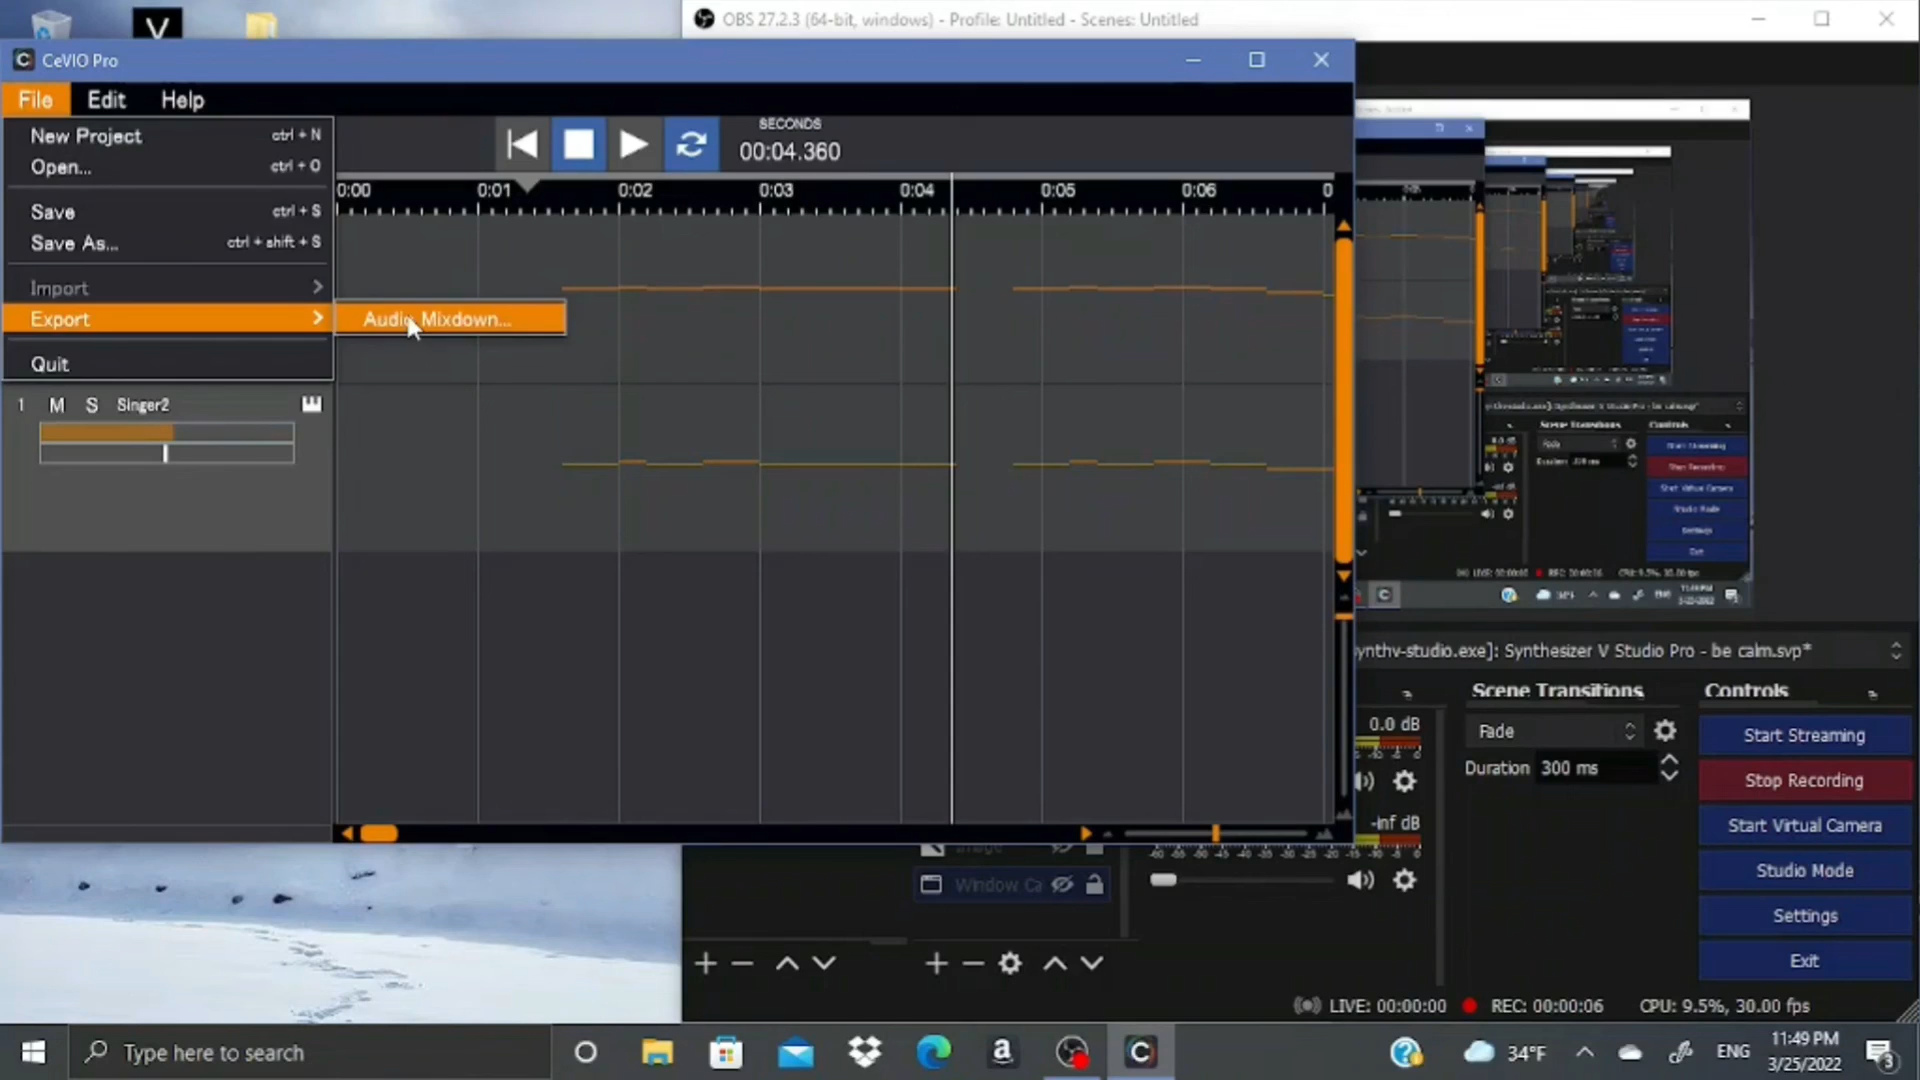 OBS 27.2.3 (64-bit, windows) - Profile: Untitled - Scenes: Untitled
CeVIO Pro
File Edit Help
New Project ctrl + N
Open... ctrl + O
Save ctrl + S
Save As... ctrl + shift + S
Import
Export
Audio Mixdown...
Quit
SECONDS
00:04.360
0:00 0:01 0:02 0:03 0:04 0:05 0:06 0
1 M S Singer2
ynthv-studio.exe]: Synthesizer V Studio Pro - be calm.svp*
Scene Transitions
Controls
Fade
Duration 300 ms
0.0 dB
-inf dB
Start Streaming
Stop Recording
Start Virtual Camera
Studio Mode
Settings
Exit
Window Ca
LIVE: 00:00:00 REC: 00:00:06 CPU: 9.5%, 30.00 fps
Type here to search
34°F
ENG
11:49 PM
3/25/2022
3